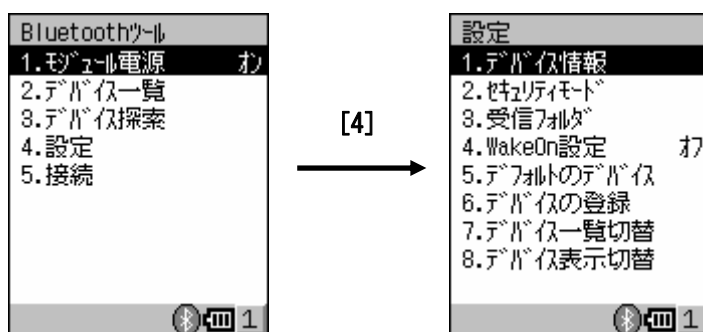 Bluetoothﾂｰﾙ
1.ﾓｼﾞｭｰﾙ電源 ｵﾝ
2.ﾃﾞﾊﾞｲｽ一覧
3.ﾃﾞﾊﾞｲｽ探索
4.設定
5.接続
1
[4]
設定
1.ﾃﾞﾊﾞｲｽ情報
2.ｾｷｭﾘﾃｨﾓｰﾄﾞ
3.受信ﾌｫﾙﾀﾞ
4.WakeOn設定 ｵﾌ
5.ﾃﾞﾌｫﾙﾄのﾃﾞﾊﾞｲｽ
6.ﾃﾞﾊﾞｲｽの登録
7.ﾃﾞﾊﾞｲｽ一覧切替
8.ﾃﾞﾊﾞｲｽ表示切替
1